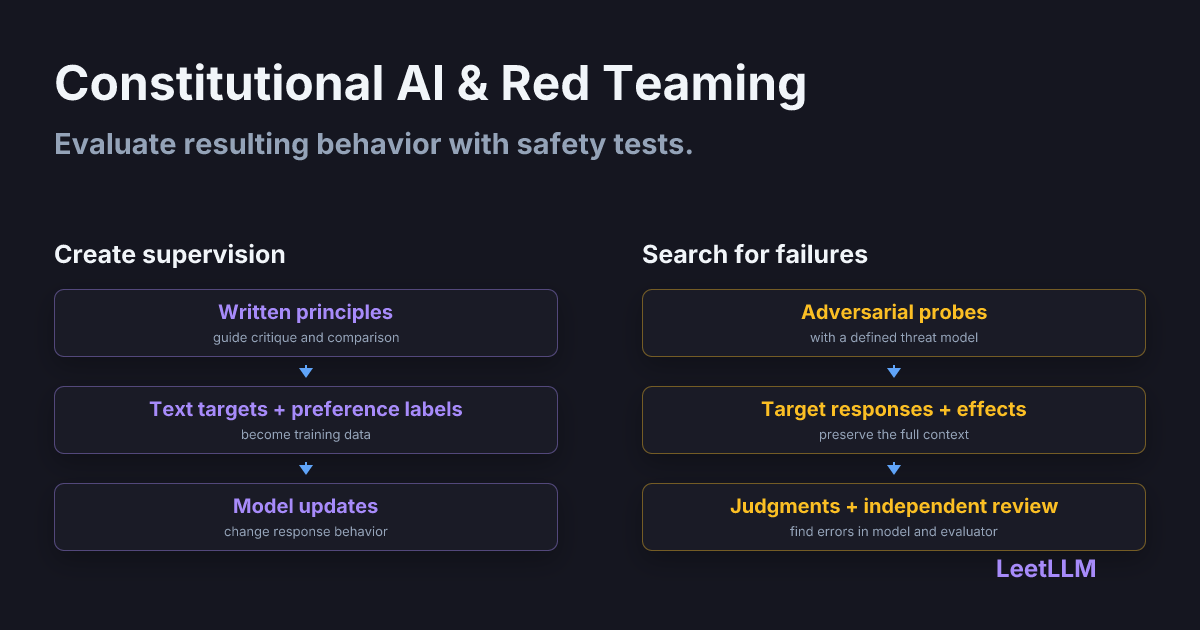 Constitutional AI & Red Teaming
Evaluate resulting behavior with safety tests.
Create supervision
Written principles
guide critique and comparison
Text targets + preference labels
become training data
Model updates
change response behavior
Search for failures
Adversarial probes
with a defined threat model
Target responses + effects
preserve the full context
Judgments + independent review
find errors in model and evaluator
LeetLLM